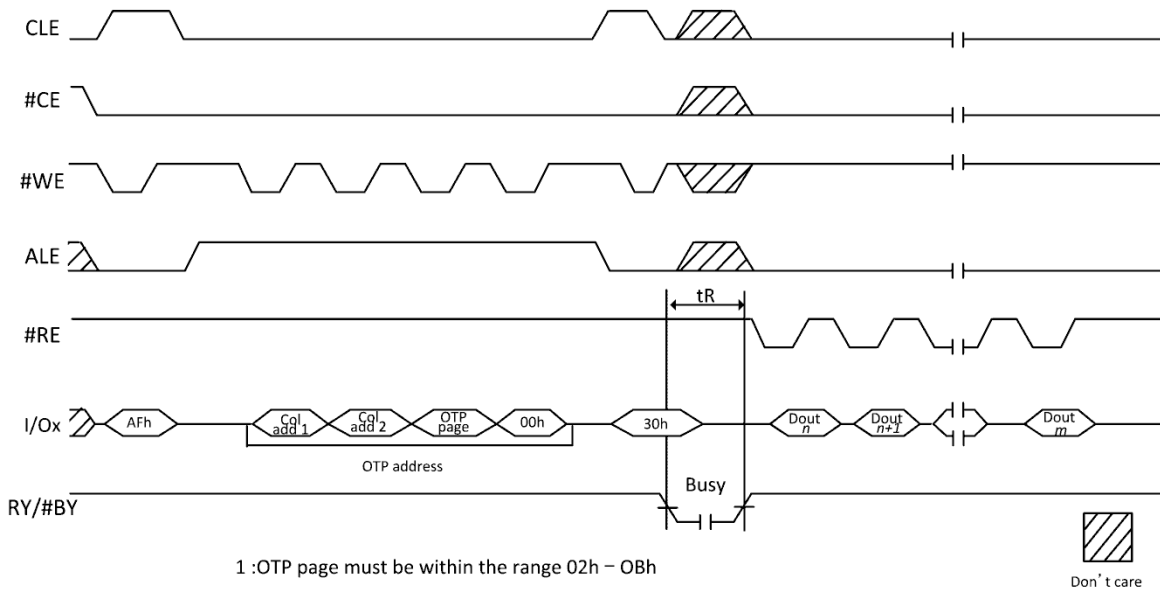 CLE
#CE
#WE
ALE
tR
#RE
I/Ox
AFh
Col
add 1
Col
add 2
OTP
page
00h
30h
Dout
n
Dout
n+1
Dout
m
OTP address
Busy
RY/#BY
1 :OTP page must be within the range 02h – OBh
Don’t care